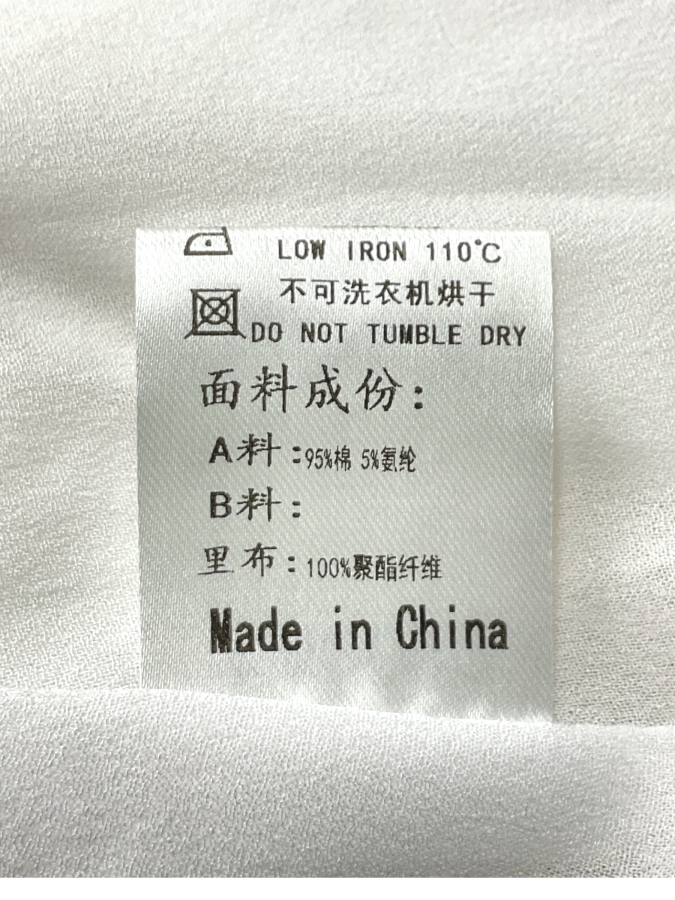 LOW IRON 110℃
不可洗衣机烘干
DO NOT TUMBLE DRY
面料成份：
A料：95%棉 5%氨纶
B料：
里布：100%聚酯纤维
Made in China